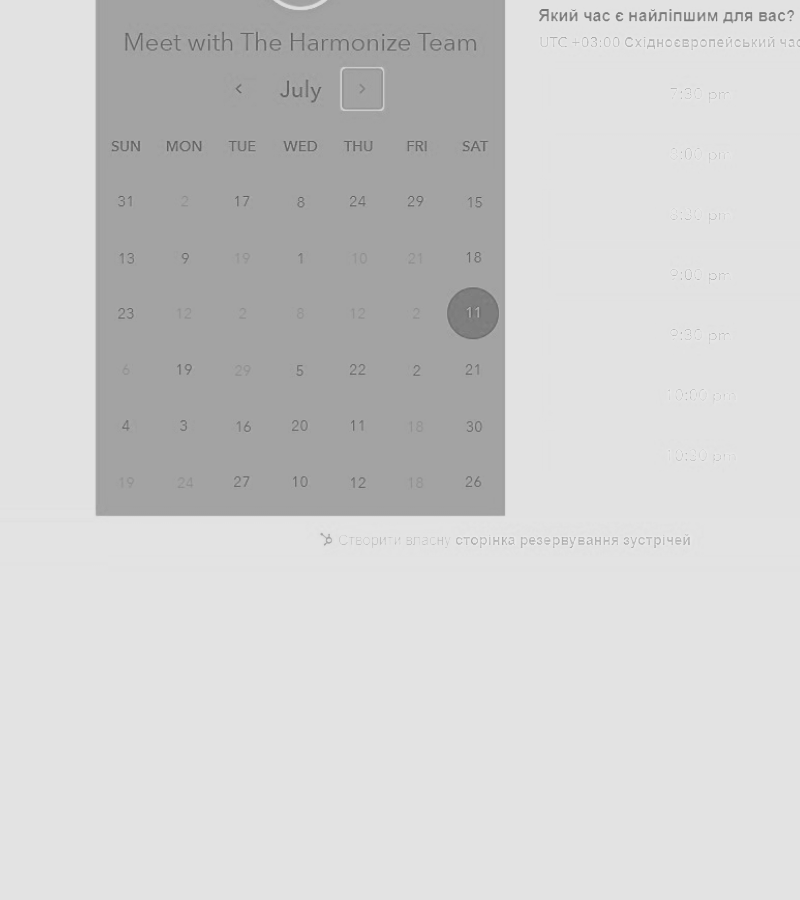 Meet with The Harmonize Team
July
SUN MON TUE WED THU FRI SAT
31 2 17 8 24 29 15
13 9 19 1 10 21 18
23 12 2 8 12 2 11
6 19 29 5 22 2 21
4 3 16 20 11 18 30
19 24 27 10 12 18 26
Який час є найліпшим для вас?
UTC +03:00 Східноєвропейський
7:30 pm
8:00 pm
8:30 pm
9:00 pm
9:30 pm
10:00 pm
10:30 pm
Створити власну сторінка резервування зустрічей